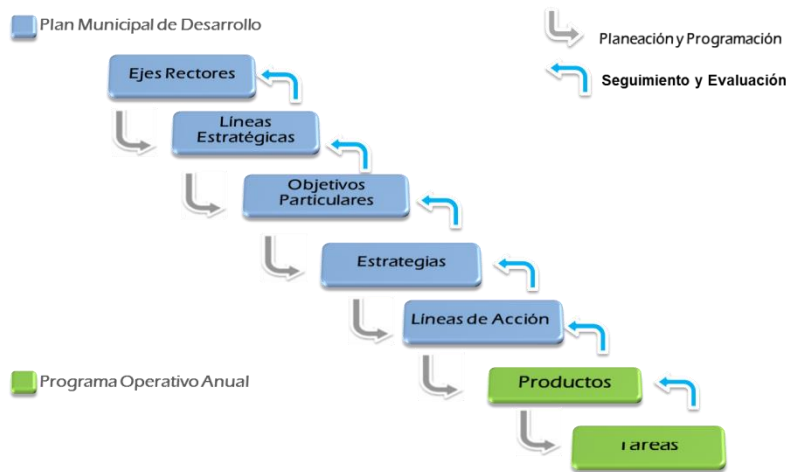 Plan Municipal de Desarrollo
Planeación y Programación
Seguimiento y Evaluación
Ejes Rectores
Líneas
Estratégicas
Objetivos
Particulares
Estrategias
Líneas de Acción
Programa Operativo Anual
Productos
Tareas